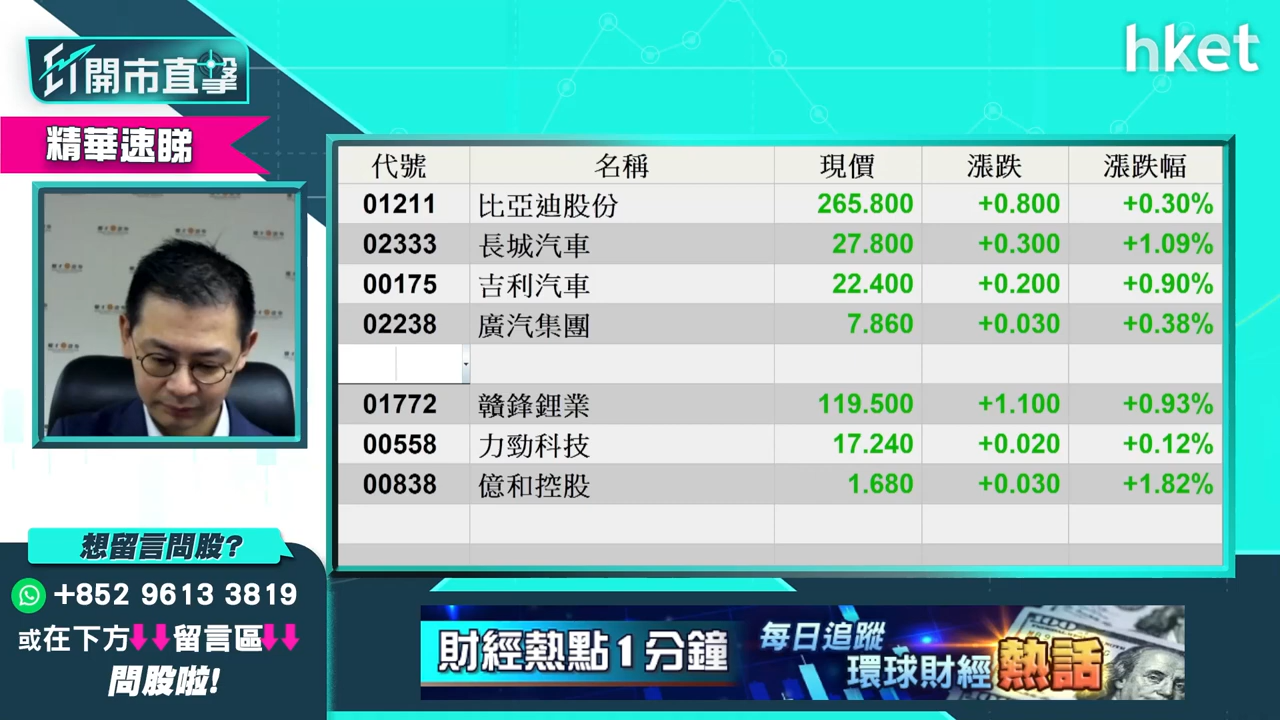 hket
ET開市直擊
精華速睇
代號 名稱 現價 漲跌 漲跌幅
01211 比亞迪股份 265.800 +0.800 +0.30%
02333 長城汽車 27.800 +0.300 +1.09%
00175 吉利汽車 22.400 +0.200 +0.90%
02238 廣汽集團 7.860 +0.030 +0.38%
01772 贛鋒鋰業 119.500 +1.100 +0.93%
00558 力勁科技 17.240 +0.020 +0.12%
00838 億和控股 1.680 +0.030 +1.82%
想留言問股?
+852 9613 3819
或在下方留言區
問股啦!
財經熱點1分鐘
每日追蹤
環球財經熱話